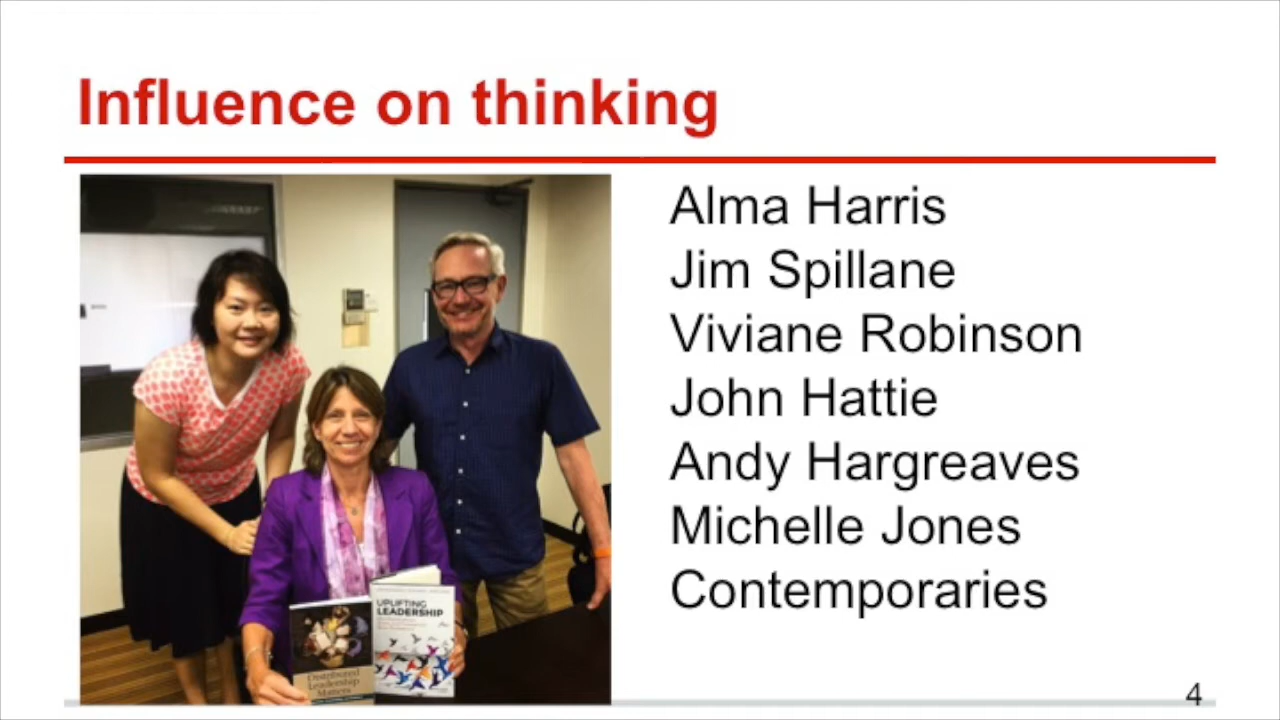 Influence on thinking
Alma Harris
Jim Spillane
Viviane Robinson
John Hattie
Andy Hargreaves
Michelle Jones
Contemporaries
UPLIFTING
LEADERSHIP
Distributed
Leadership
Matters
4